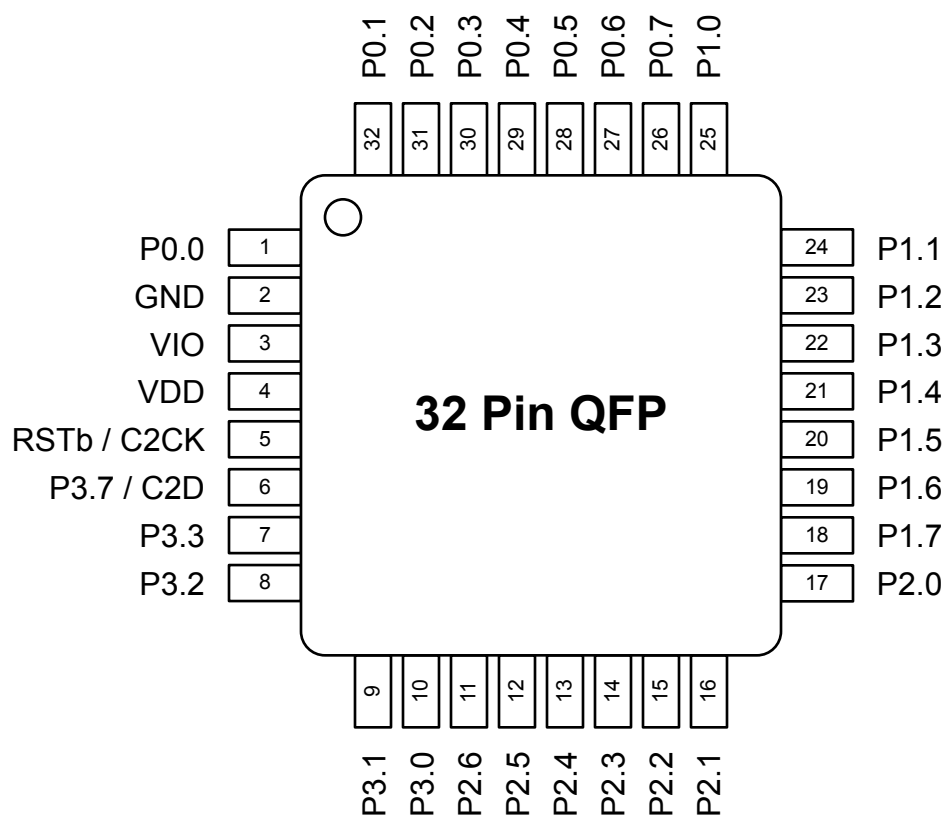 P0.1 P0.2 P0.3 P0.4 P0.5 P0.6 P0.7 P1.0
32 31 30 29 28 27 26 25
P0.0 1 24 P1.1
GND 2 23 P1.2
VIO 3 22 P1.3
VDD 4 21 P1.4
32 Pin QFP
RSTb / C2CK 5 20 P1.5
P3.7 / C2D 6 19 P1.6
P3.3 7 18 P1.7
P3.2 8 17 P2.0
9 10 11 12 13 14 15 16
P3.1 P3.0 P2.6 P2.5 P2.4 P2.3 P2.2 P2.1